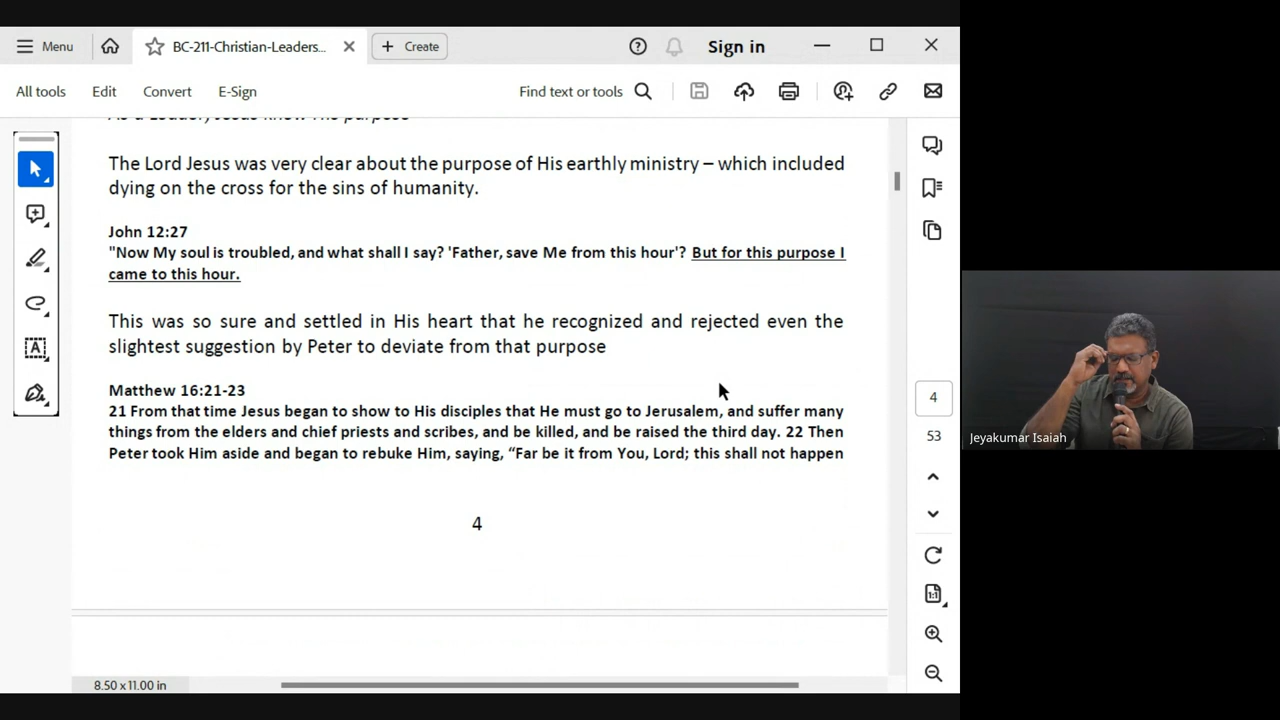 Menu
BC-211-Christian-Leaders...
Create
Sign in
All tools
Edit
Convert
E-Sign
Find text or tools
As a Leader, Jesus knew His purpose
The Lord Jesus was very clear about the purpose of His earthly ministry – which included
dying on the cross for the sins of humanity.
John 12:27
"Now My soul is troubled, and what shall I say? 'Father, save Me from this hour'? But for this purpose I
came to this hour.
This was so sure and settled in His heart that he recognized and rejected even the
slightest suggestion by Peter to deviate from that purpose
Matthew 16:21-23
21 From that time Jesus began to show to His disciples that He must go to Jerusalem, and suffer many
things from the elders and chief priests and scribes, and be killed, and be raised the third day. 22 Then
Peter took Him aside and began to rebuke Him, saying, “Far be it from You, Lord; this shall not happen
4
4
53
1:1
8.50 x 11.00 in
Jeyakumar Isaiah